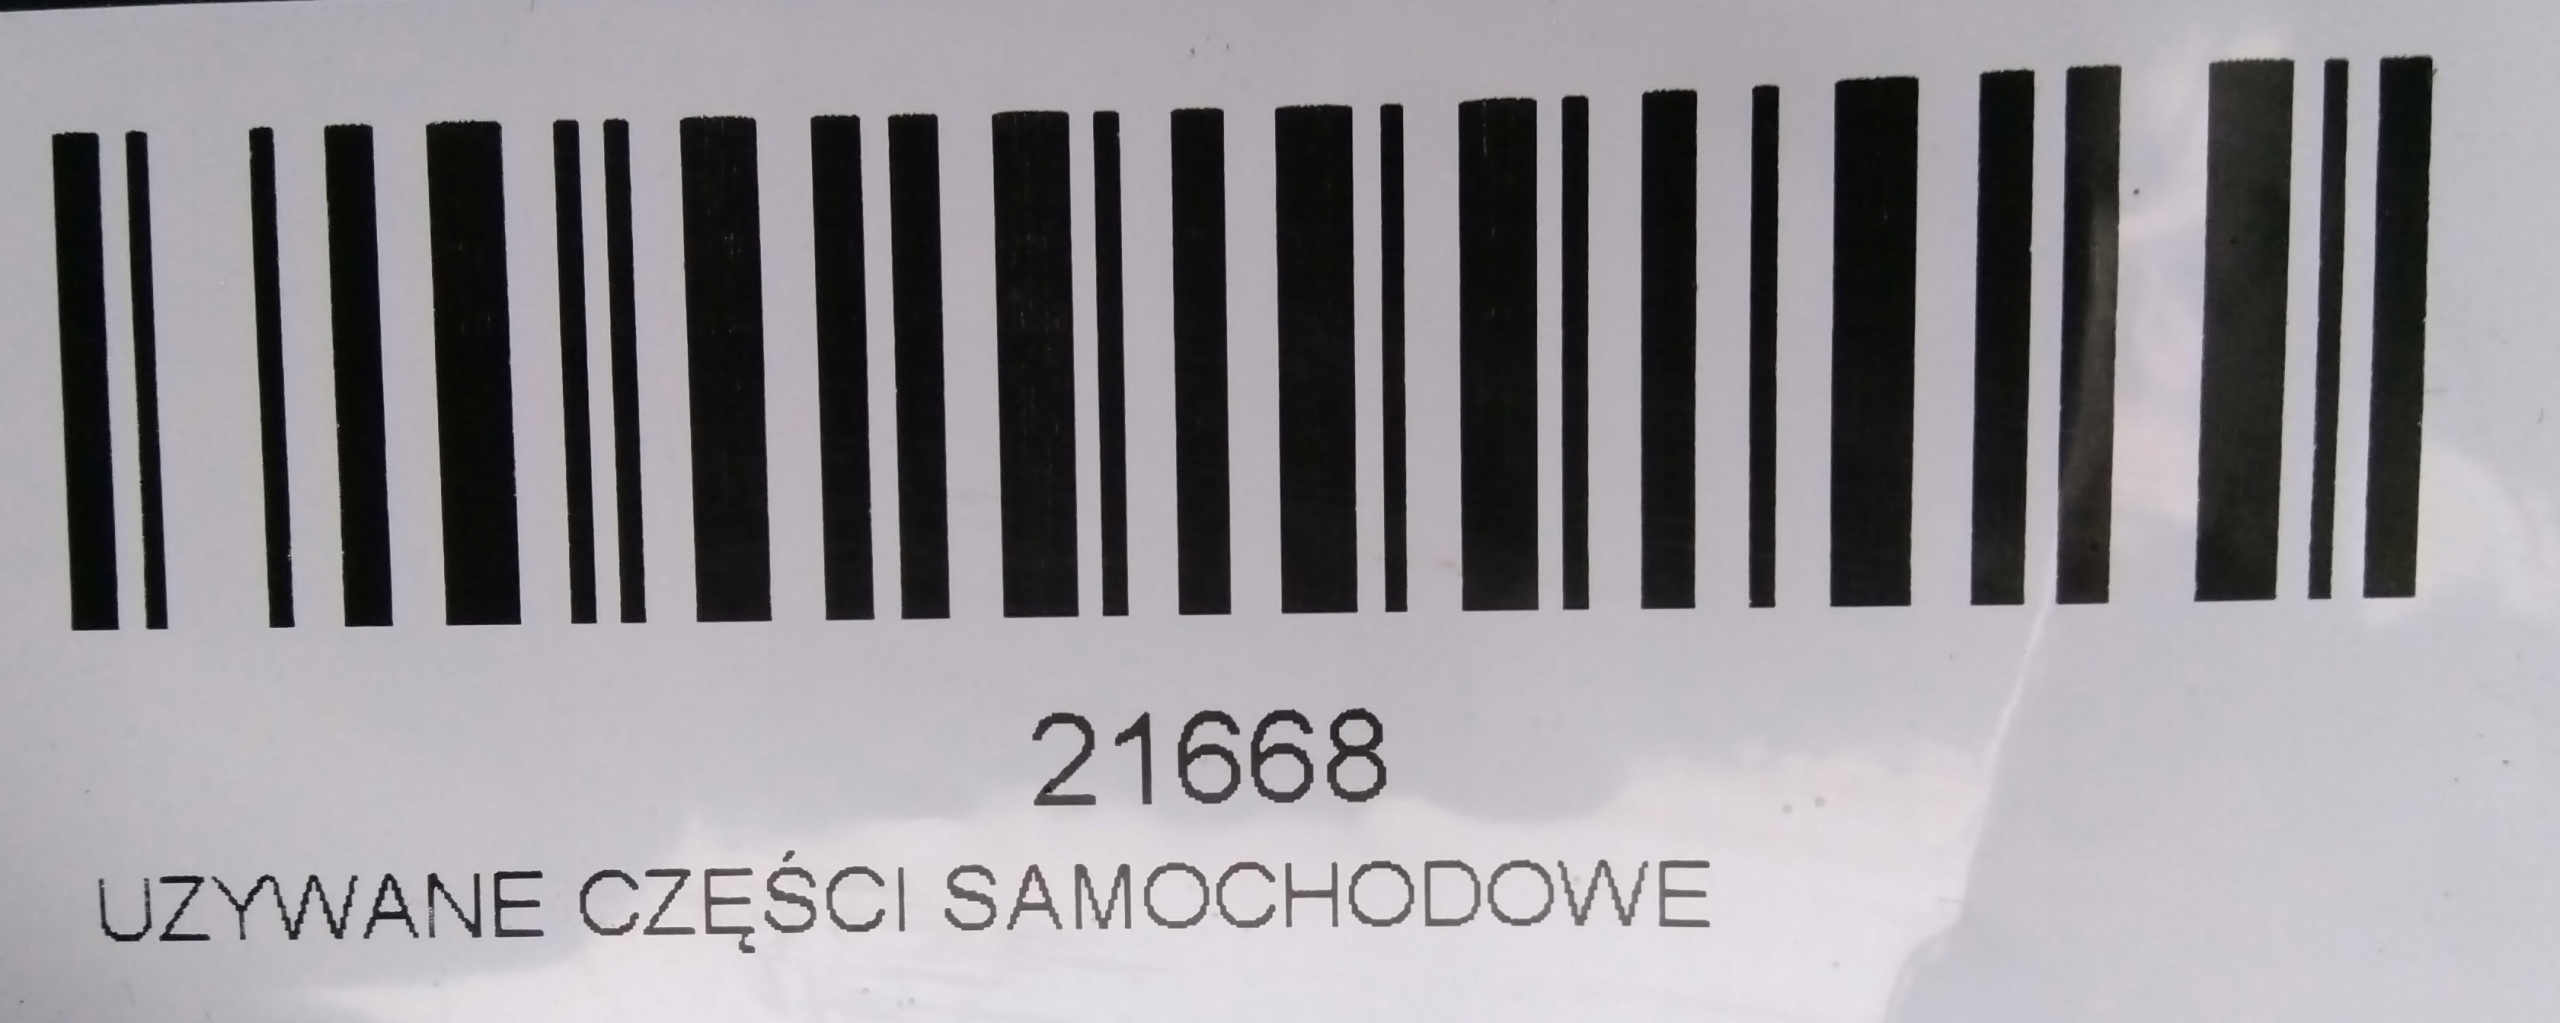 21668
UZYWANE CZĘŚCI SAMOCHODOWE